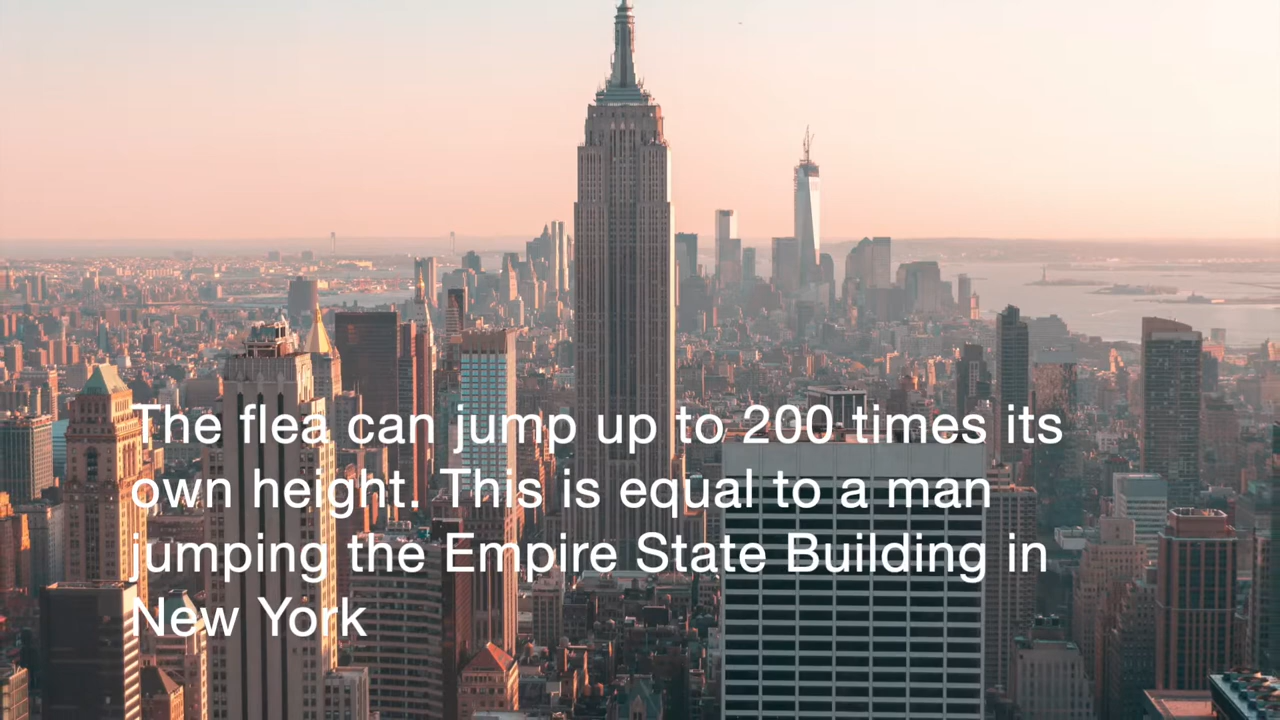 The flea can jump up to 200 times its
own height. This is equal to a man
jumping the Empire State Building in
New York